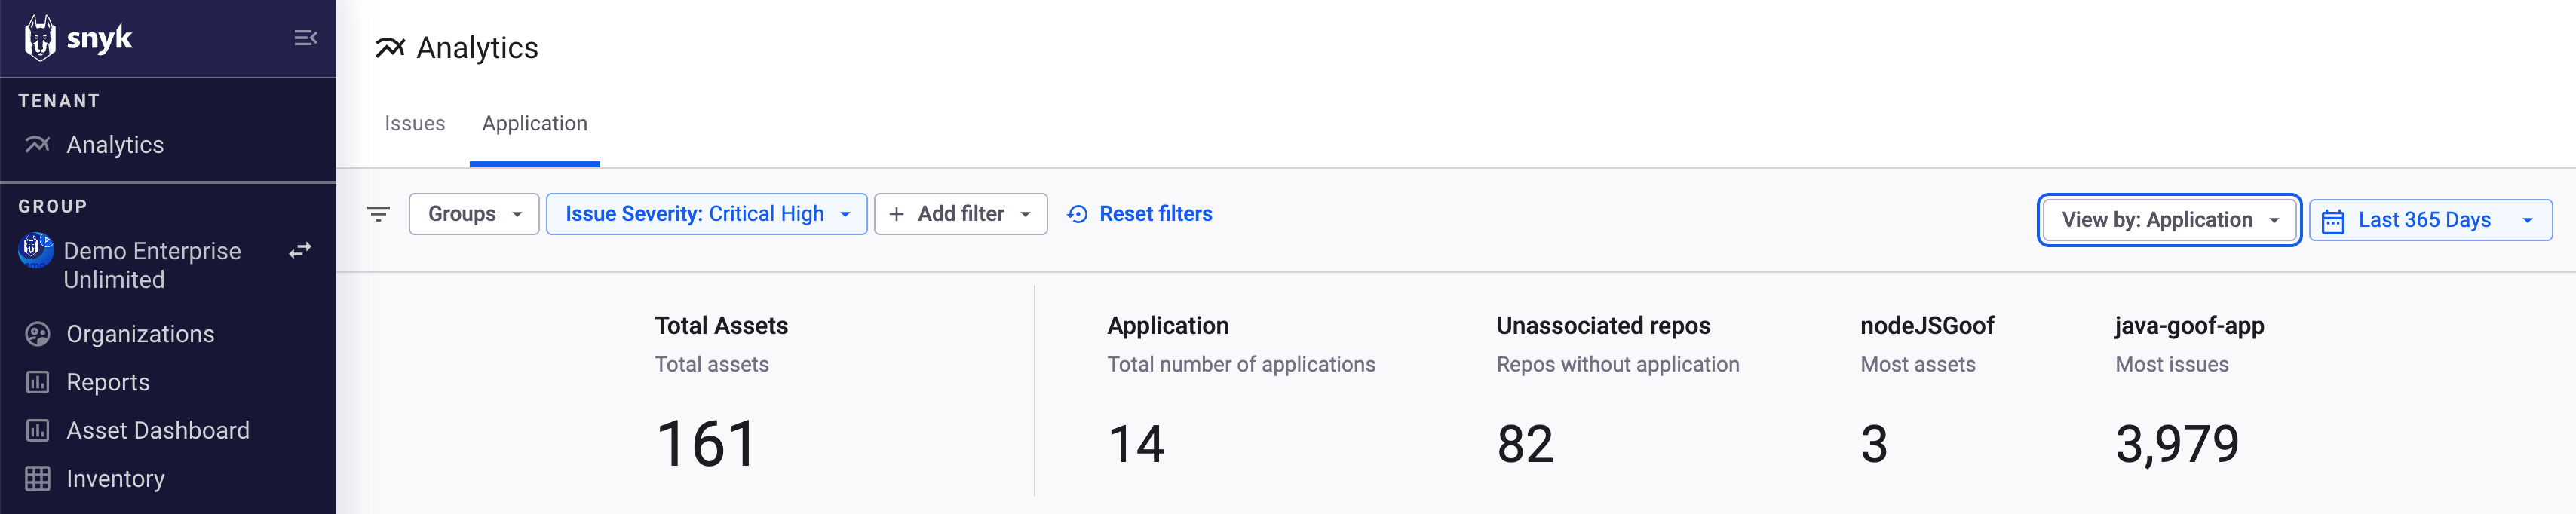 snyk
TENANT
Analytics
GROUP
Demo Enterprise
Unlimited
Organizations
Reports
Asset Dashboard
Inventory
Analytics
Issues
Application
Groups
Issue Severity: Critical High
Add filter
Reset filters
View by: Application
Last 365 Days
Total Assets
Total assets
161
Application
Total number of applications
14
Unassociated repos
Repos without application
82
nodeJSGoof
Most assets
3
java-goof-app
Most issues
3,979